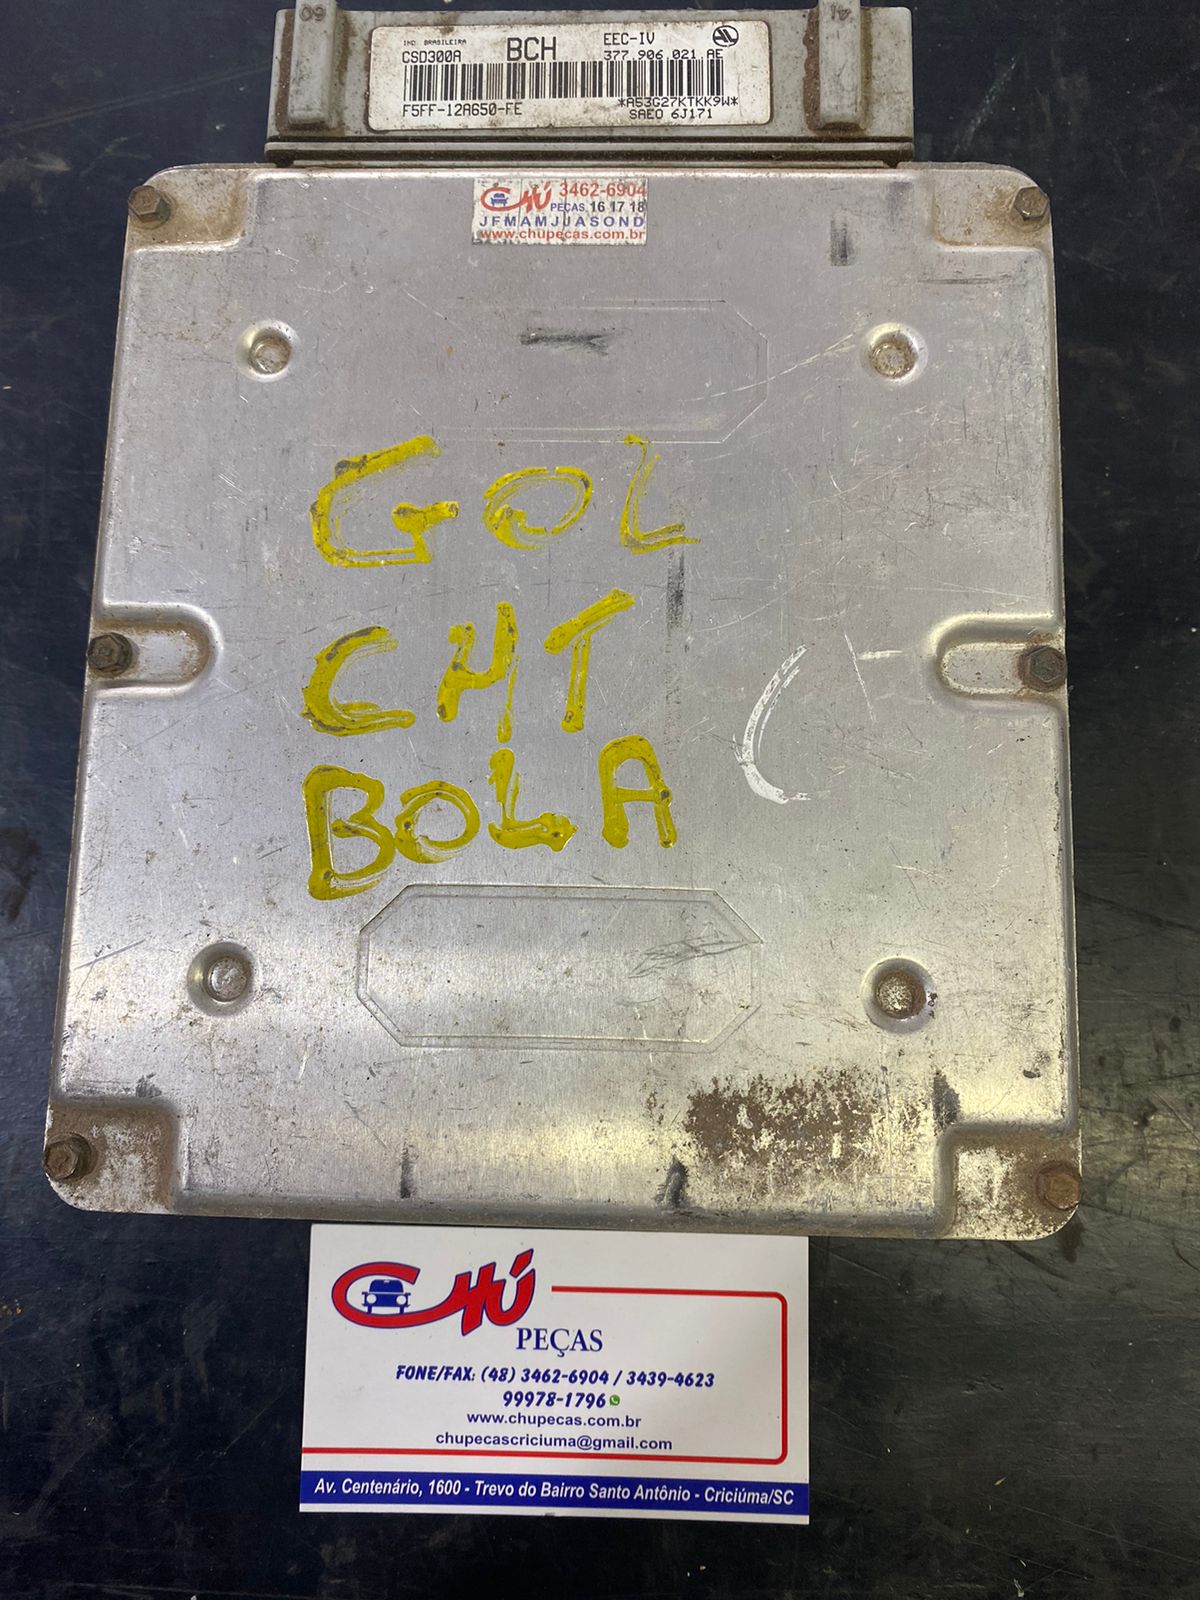 60
41
IND. BRASILEIRA BCH EEC-IV
CSD300A 377.906.021.AE
F5FF-12A650-FE *A53G27KTKK9W*
SAEO 6J171
CHÚ 3462-6904
PEÇAS. 16 17 18
JFMAMJJASOND
www.chupecas.com.br
GOL
CHT
BOLA
CHÚ
PEÇAS
FONE/FAX: (48) 3462-6904 / 3439-4623
99978-1796
www.chupecas.com.br
chupecascriciuma@gmail.com
Av. Centenário, 1600 - Trevo do Bairro Santo Antônio - Criciúma/SC